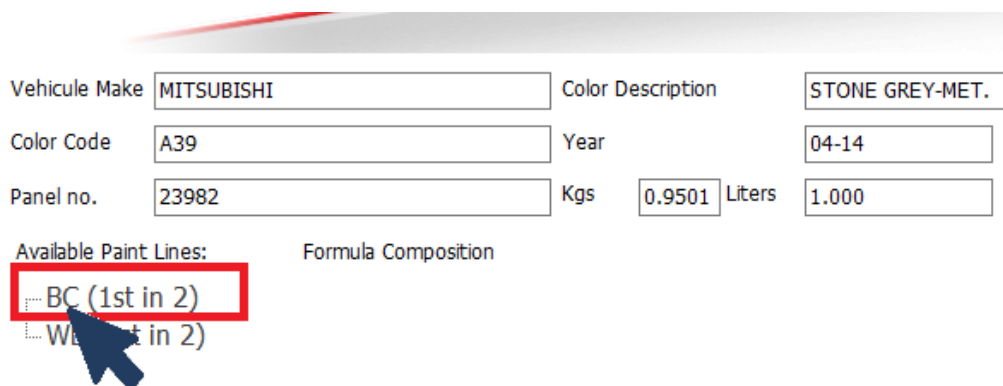 Vehicule Make MITSUBISHI Color Description STONE GREY-MET.
Color Code A39 Year 04-14
Panel no. 23982 Kgs 0.9501 Liters 1.000
Available Paint Lines: Formula Composition
BC (1st in 2)
in 2)